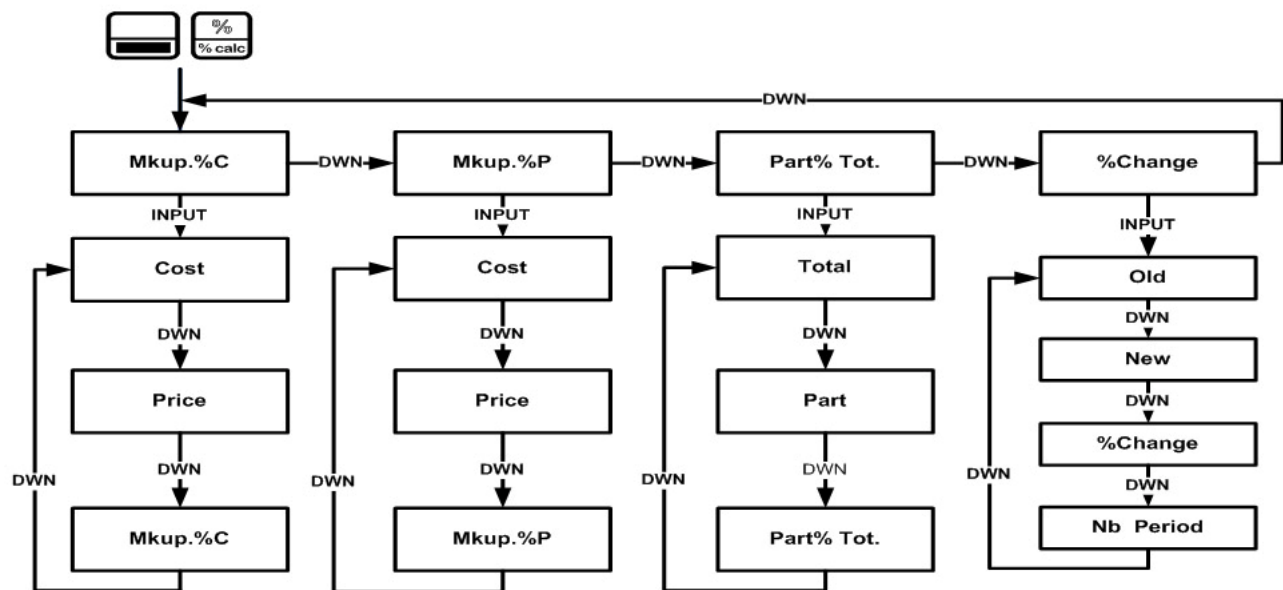 %
% calc
DWN
Mkup.%C
DWN
Mkup.%P
DWN
Part% Tot.
DWN
%Change
INPUT
INPUT
INPUT
INPUT
Cost
Cost
Total
Old
DWN
DWN
DWN
DWN
New
Price
Price
Part
DWN
%Change
DWN
DWN
DWN
DWN
DWN
DWN
DWN
DWN
Mkup.%C
Mkup.%P
Part% Tot.
Nb Period